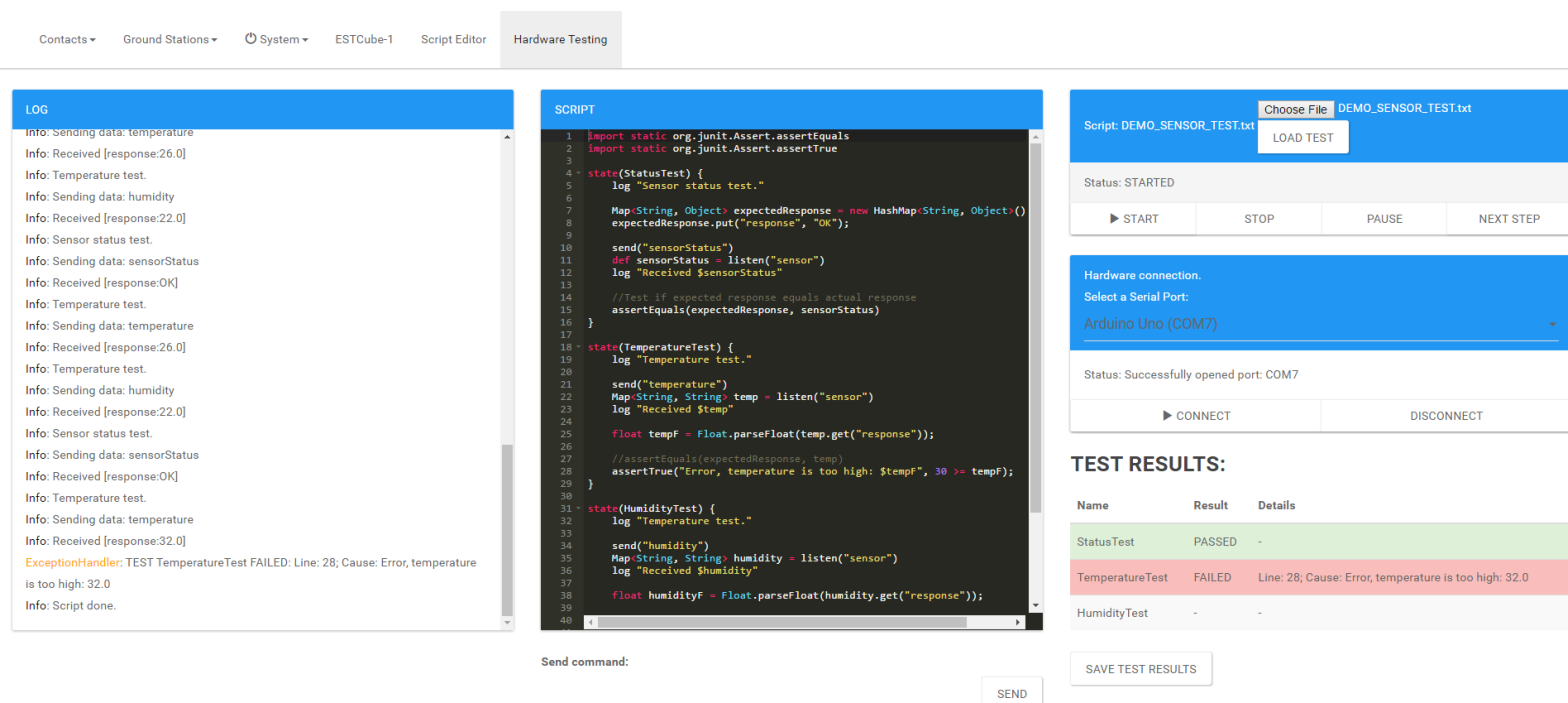 Contacts Ground Stations System ESTCube-1 Script Editor Hardware Testing
LOG
Info: Sending data: temperature
Info: Received [response:26.0]
Info: Temperature test.
Info: Sending data: humidity
Info: Received [response:22.0]
Info: Sensor status test.
Info: Sending data: sensorStatus
Info: Received [response:OK]
Info: Temperature test.
Info: Sending data: temperature
Info: Received [response:26.0]
Info: Temperature test.
Info: Sending data: humidity
Info: Received [response:22.0]
Info: Sensor status test.
Info: Sending data: sensorStatus
Info: Received [response:OK]
Info: Temperature test.
Info: Sending data: temperature
Info: Received [response:32.0]
ExceptionHandler: TEST TemperatureTest FAILED: Line: 28; Cause: Error, temperature
is too high: 32.0
Info: Script done.
SCRIPT
1 import static org.junit.Assert.assertEquals
2 import static org.junit.Assert.assertTrue
3
4 state(StatusTest) {
5 log "Sensor status test."
6
7 Map<String, Object> expectedResponse = new HashMap<String, Object>()
8 expectedResponse.put("response", "OK");
9
10 send("sensorStatus")
11 def sensorStatus = listen("sensor")
12 log "Received $sensorStatus"
13
14 //Test if expected response equals actual response
15 assertEquals(expectedResponse, sensorStatus)
16 }
17
18 state(TemperatureTest) {
19 log "Temperature test."
20
21 send("temperature")
22 Map<String, String> temp = listen("sensor")
23 log "Received $temp"
24
25 float tempF = Float.parseFloat(temp.get("response"));
26
27 //assertEquals(expectedResponse, temp)
28 assertTrue("Error, temperature is too high: $tempF", 30 >= tempF);
29 }
30
31 state(HumidityTest) {
32 log "Temperature test."
33
34 send("humidity")
35 Map<String, String> humidity = listen("sensor")
36 log "Received $humidity"
37
38 float humidityF = Float.parseFloat(humidity.get("response"));
39
40
Send command:
SEND
Script: DEMO_SENSOR_TEST.txt Choose File DEMO_SENSOR_TEST.txt
LOAD TEST
Status: STARTED
START STOP PAUSE NEXT STEP
Hardware connection.
Select a Serial Port:
Arduino Uno (COM7)
Status: Successfully opened port: COM7
CONNECT DISCONNECT
TEST RESULTS:
Name Result Details
StatusTest PASSED -
TemperatureTest FAILED Line: 28; Cause: Error, temperature is too high: 32.0
HumidityTest - -
SAVE TEST RESULTS